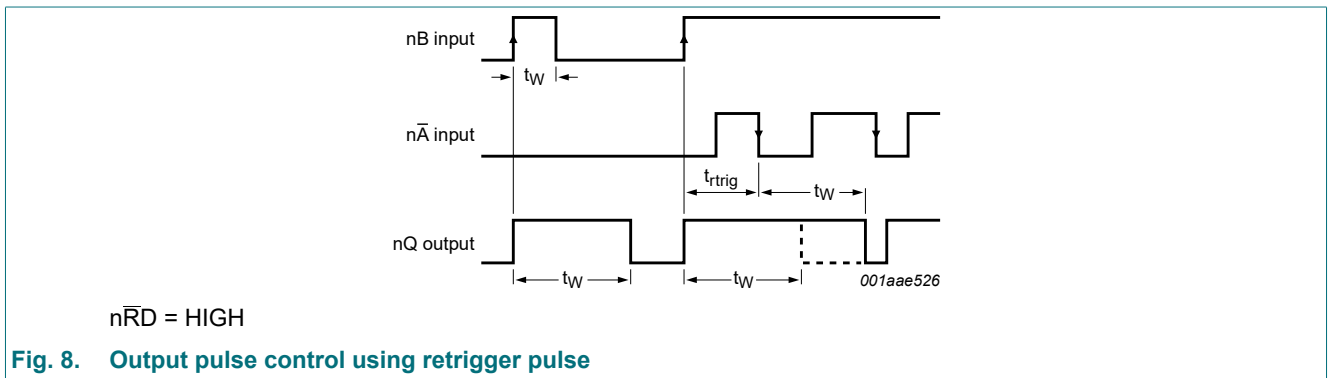 nB input
tW
nA̅ input
trtrig
tW
nQ output
tW
tW
001aae526
nR̅D̅ = HIGH
Fig. 8. Output pulse control using retrigger pulse